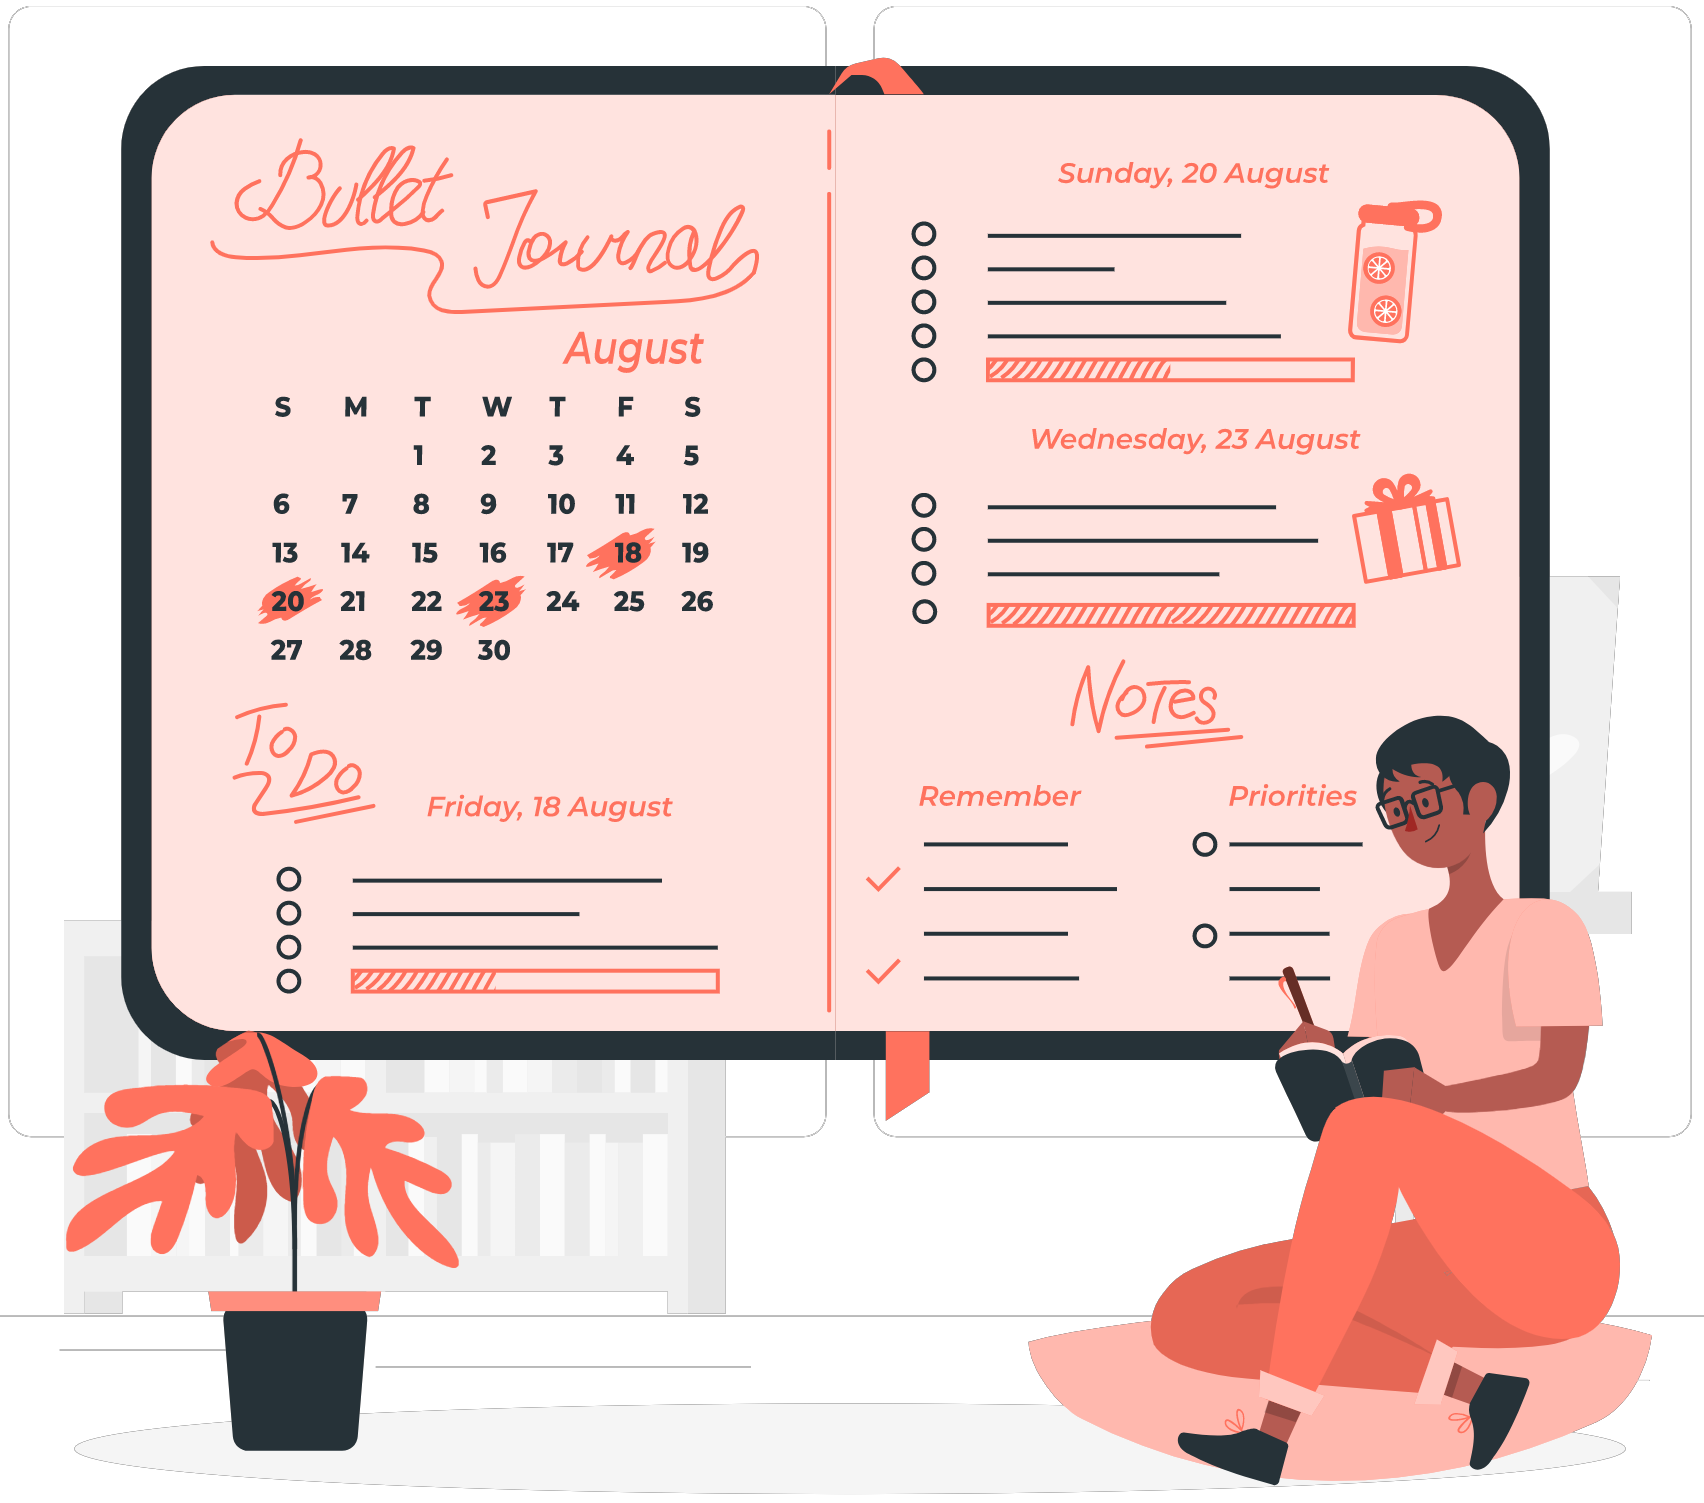 Bullet
Journal
August
S M T W T F S
1 2 3 4 5
6 7 8 9 10 11 12
13 14 15 16 17 18 19
20 21 22 23 24 25 26
27 28 29 30
To
Do
Friday, 18 August
Sunday, 20 August
Wednesday, 23 August
Notes
Remember
Priorities